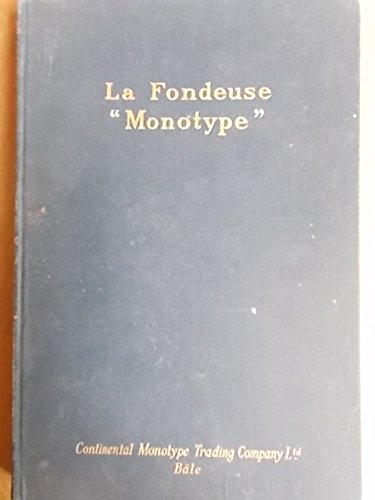 La Fondeuse
“Monotype”
Continental Monotype Trading Company Ltd
Bâle